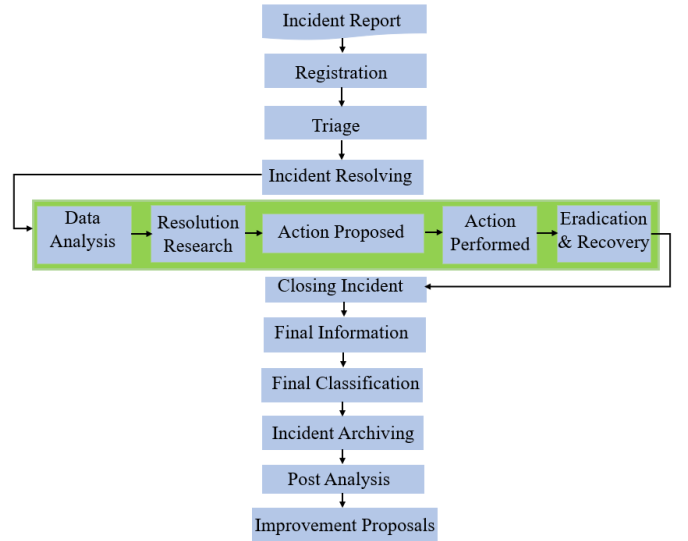 Incident Report
Registration
Triage
Incident Resolving
Data
Analysis
Resolution
Research
Action Proposed
Action
Performed
Eradication
& Recovery
Closing Incident
Final Information
Final Classification
Incident Archiving
Post Analysis
Improvement Proposals